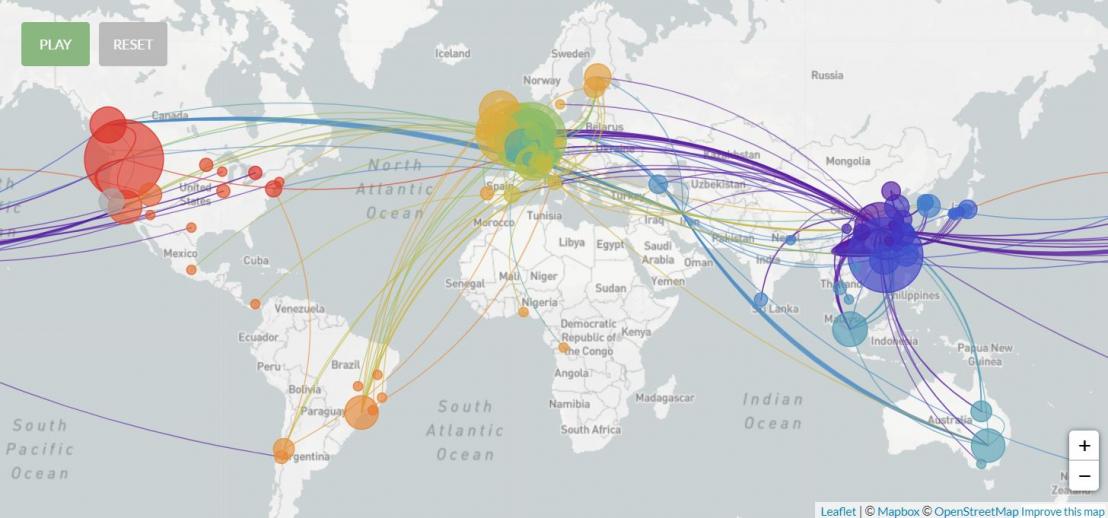 PLAY
RESET
Iceland
Sweden
Norway
Russia
Canada
Belarus
Ukraine
Kazakhstan
Mongolia
North
Atlantic
Ocean
United
States
Spain
Turkey
Uzbekistan
Morocco
Tunisia
Iraq
Iran
Pakistan
Nepal
Libya
Egypt
Saudi
Arabia
Oman
India
Mexico
Cuba
Senegal
Mali
Niger
Sudan
Yemen
Thailand
Philippines
Venezuela
Nigeria
Sri Lanka
Ecuador
Democratic
Republic of
the Congo
Kenya
Indonesia
Papua New
Guinea
Peru
Brazil
Angola
Bolivia
Paraguay
Namibia
Madagascar
South
Atlantic
Ocean
Indian
Ocean
Australia
South
Pacific
Ocean
South Africa
Argentina
+
−
Leaflet | © Mapbox © OpenStreetMap Improve this map